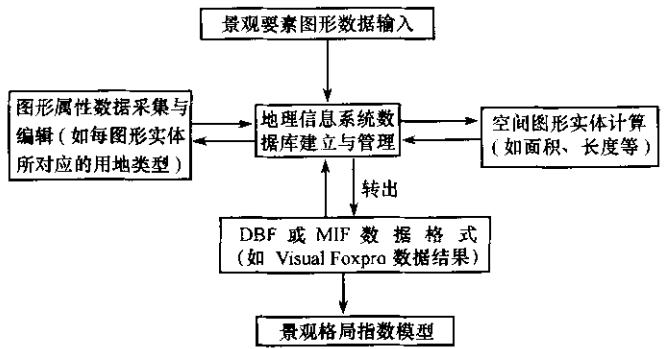 景观要素图形数据输入
图形属性数据采集与
编辑(如每图形实体
所对应的用地类型)
地理信息系统数
据库建立与管理
空间图形实体计算
(如面积、长度等)
转出
DBF 或 MIF 数据格式
(如 Visual Foxpro 数据结果)
景观格局指数模型